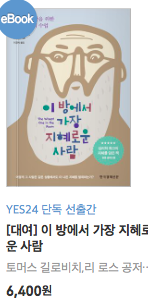 eBook
이 방에서
가장
지혜로운
사람
The Wisest
One in the
Room
YES24 단독 선출간
[대여] 이 방에서 가장 지혜로
운 사람
토머스 길로비치,리 로스 공저··
6,400원